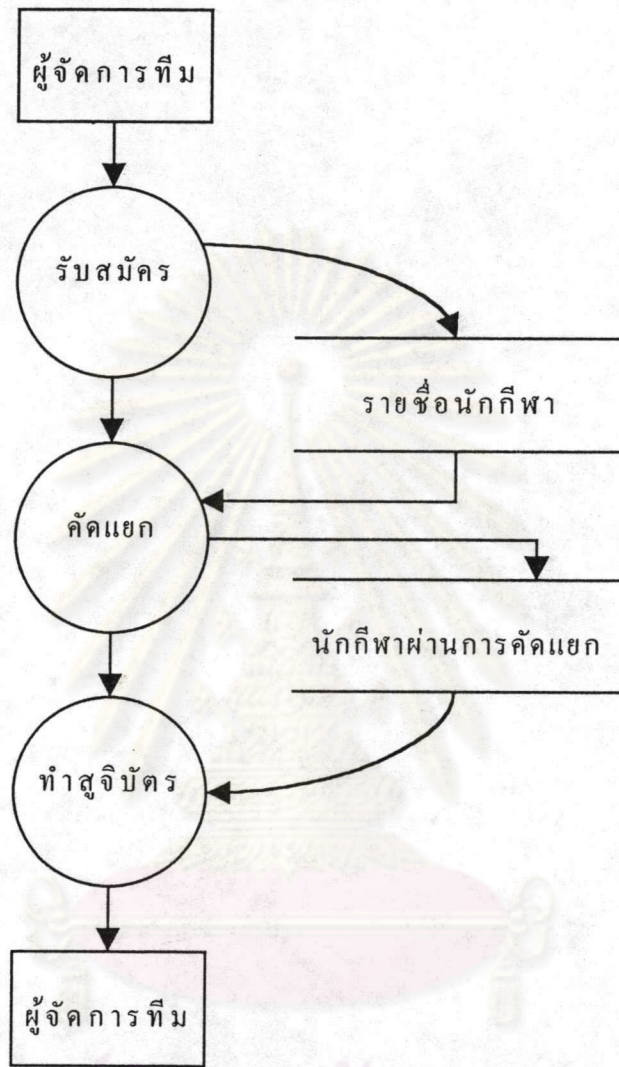 ผู้จัดการทีม
รับสมัคร
รายชื่อนักกีฬา
คัดแยก
นักกีฬาผ่านการคัดแยก
ทำสูจิบัตร
ผู้จัดการทีม